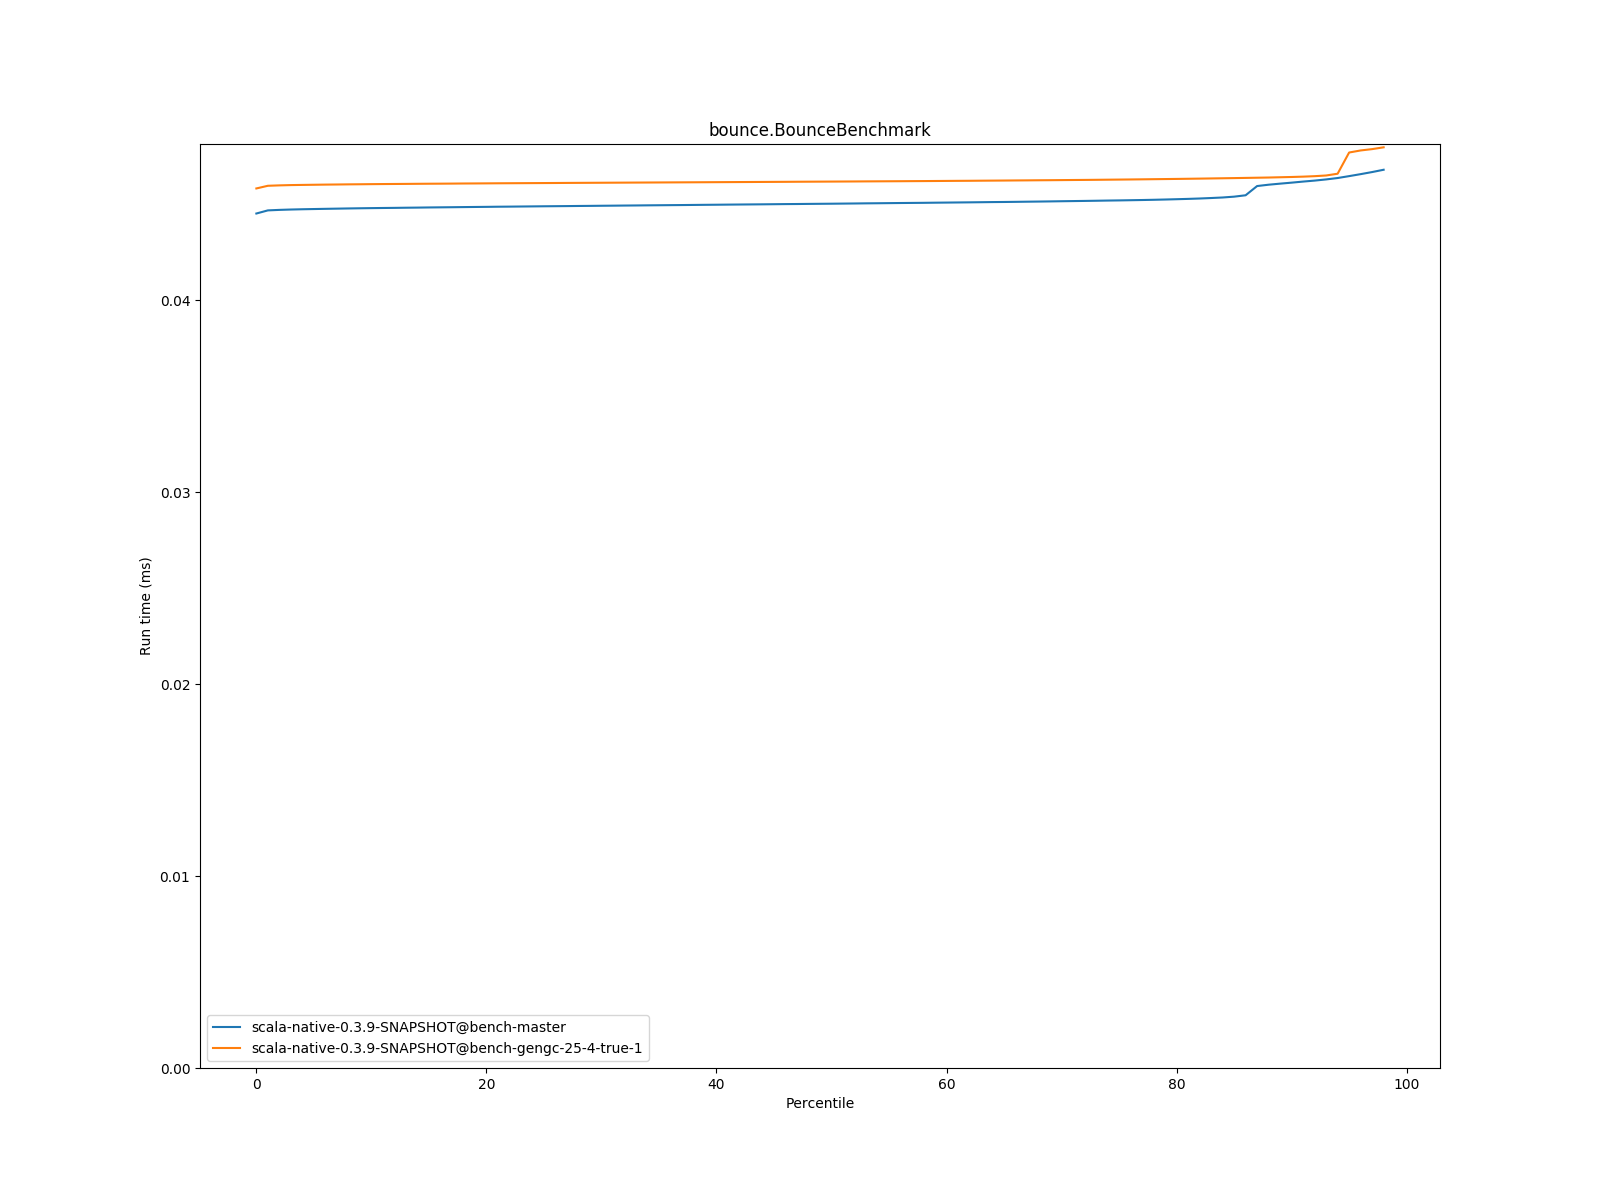 bounce.BounceBenchmark
0.04
0.03
0.02
0.01
0.00
Run time (ms)
scala-native-0.3.9-SNAPSHOT@bench-master
scala-native-0.3.9-SNAPSHOT@bench-gengc-25-4-true-1
0 20 40 60 80 100
Percentile